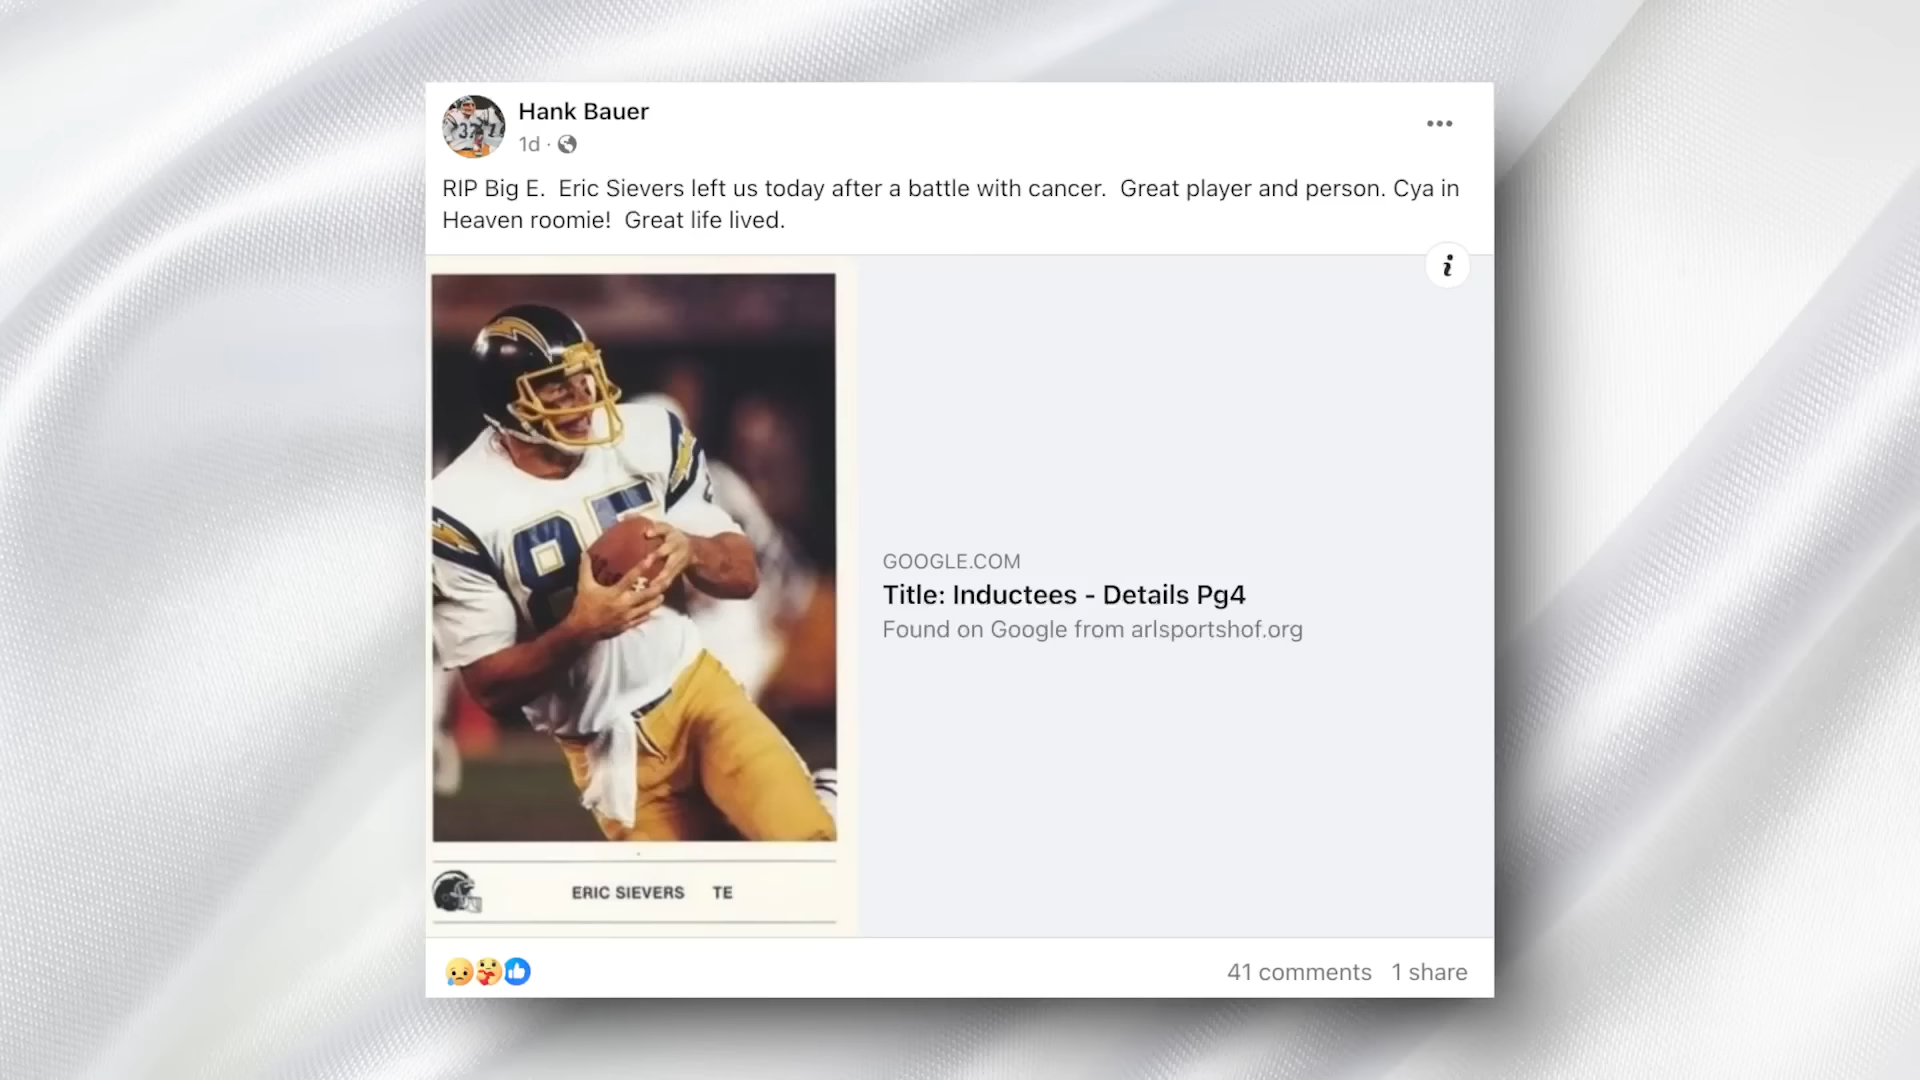 Hank Bauer
1d ·
RIP Big E.  Eric Sievers left us today after a battle with cancer.  Great player and person. Cya in
Heaven roomie!  Great life lived.
i
32
85
GOOGLE.COM
Title: Inductees - Details Pg4
Found on Google from arlsportshof.org
ERIC SIEVERS TE
41 comments 1 share